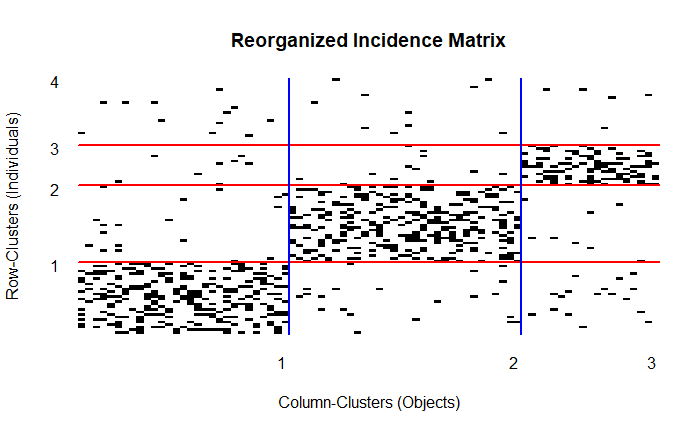 Reorganized Incidence Matrix
Row-Clusters (Individuals)
4
3
2
1
1 2 3
Column-Clusters (Objects)